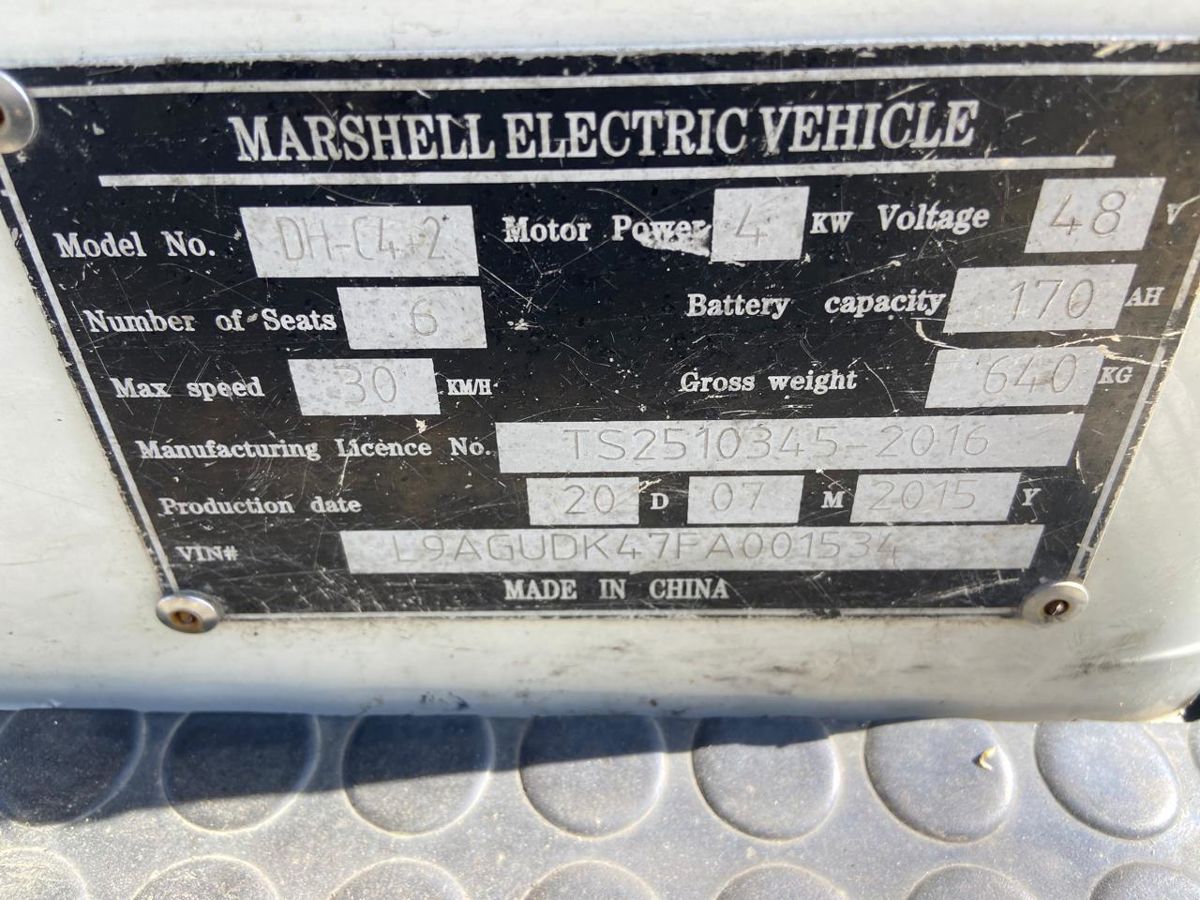 MARSHELL ELECTRIC VEHICLE
Model No. DH-C4+2 Motor Power 4 KW Voltage 48 V
Number of Seats 6 Battery capacity 170 AH
Max speed 30 KM/H Gross weight 640 KG
Manufacturing Licence No. TS2510345-2016
Production date 20 D 07 M 2015 Y
VIN# L9AGUDK47FA001534
MADE IN CHINA